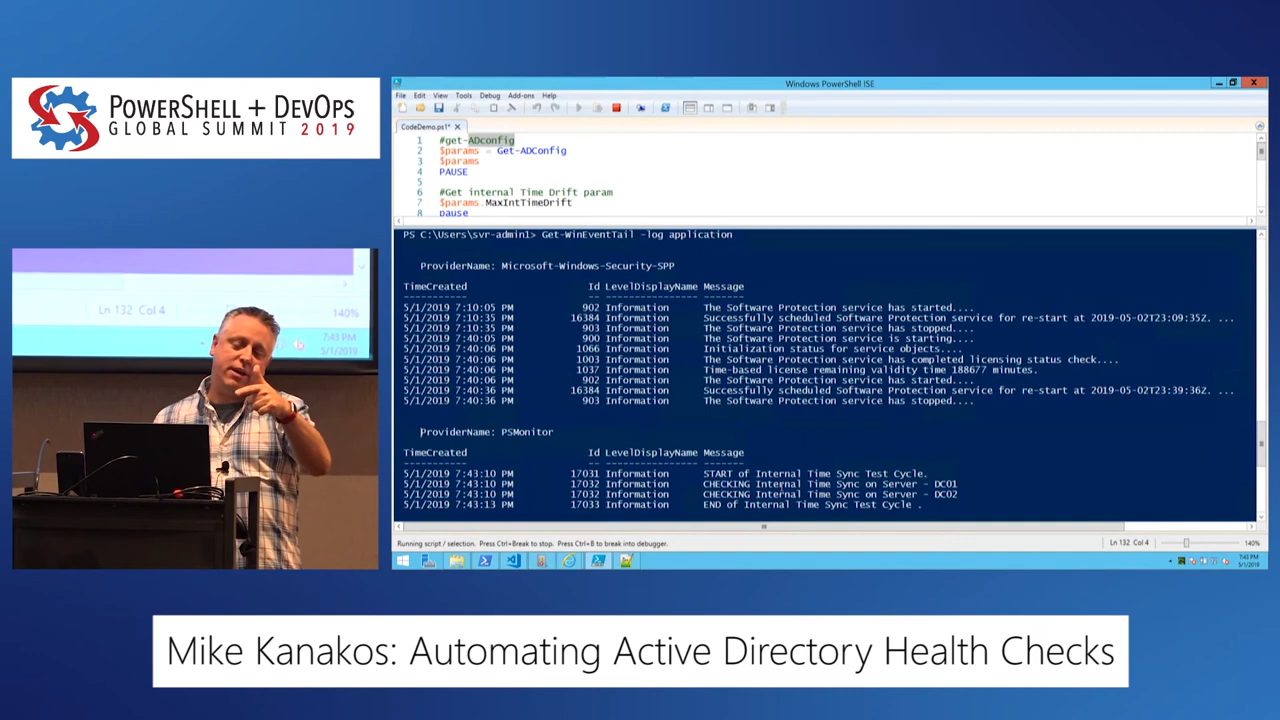 POWERSHELL + DEVOPS
GLOBAL SUMMIT 2019
Ln 132 Col 4
140%
7:43 PM
5/1/2019
Windows PowerShell ISE
File Edit View Tools Debug Add-ons Help
CodeDemo.ps1*
1 #get-ADconfig
2 $params = Get-ADConfig
3 $params
4 PAUSE
5
6 #Get internal Time Drift param
7 $params.MaxIntTimeDrift
8 pause
PS C:\Users\svr-admin1> Get-WinEventTail -log application
ProviderName: Microsoft-Windows-Security-SPP
TimeCreated Id LevelDisplayName Message
----------- -- ---------------- -------
5/1/2019 7:10:05 PM 902 Information The Software Protection service has started....
5/1/2019 7:10:35 PM 16384 Information Successfully scheduled Software Protection service for re-start at 2019-05-02T23:09:35Z. ...
5/1/2019 7:10:35 PM 903 Information The Software Protection service has stopped....
5/1/2019 7:40:05 PM 900 Information The Software Protection service is starting....
5/1/2019 7:40:06 PM 1066 Information Initialization status for service objects....
5/1/2019 7:40:06 PM 1003 Information The Software Protection service has completed licensing status check....
5/1/2019 7:40:06 PM 1037 Information Time-based license remaining validity time 188677 minutes.
5/1/2019 7:40:06 PM 902 Information The Software Protection service has started....
5/1/2019 7:40:36 PM 16384 Information Successfully scheduled Software Protection service for re-start at 2019-05-02T23:39:36Z. ...
5/1/2019 7:40:36 PM 903 Information The Software Protection service has stopped....
ProviderName: PSMonitor
TimeCreated Id LevelDisplayName Message
----------- -- ---------------- -------
5/1/2019 7:43:10 PM 17031 Information START of Internal Time Sync Test Cycle.
5/1/2019 7:43:10 PM 17032 Information CHECKING Internal Time Sync on Server - DC01
5/1/2019 7:43:10 PM 17032 Information CHECKING Internal Time Sync on Server - DC02
5/1/2019 7:43:13 PM 17033 Information END of Internal Time Sync Test Cycle .
Running script / selection. Press Ctrl+Break to stop. Press Ctrl+B to break into debugger.
Ln 132 Col 4 140%
7:43 PM
5/1/2019
Mike Kanakos: Automating Active Directory Health Checks